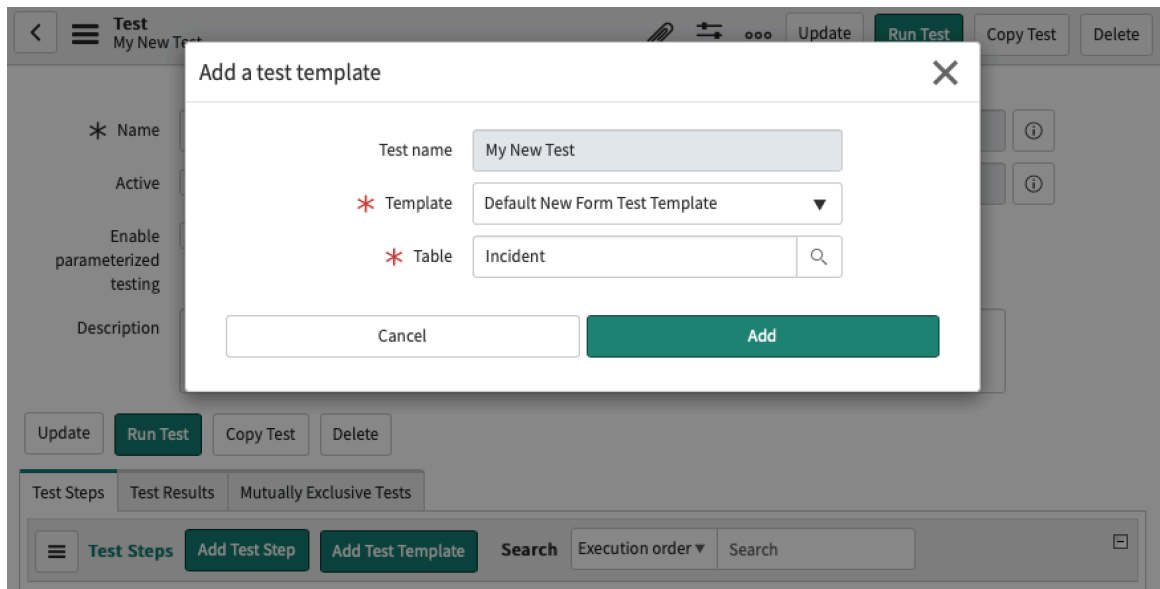 Test
My New Test
Update
Run Test
Copy Test
Delete
Add a test template
Name
Test name
My New Test
Active
Template
Default New Form Test Template
Enable
parameterized
testing
Table
Incident
Description
Cancel
Add
Update
Run Test
Copy Test
Delete
Test Steps
Test Results
Mutually Exclusive Tests
Test Steps
Add Test Step
Add Test Template
Search
Execution order
Search